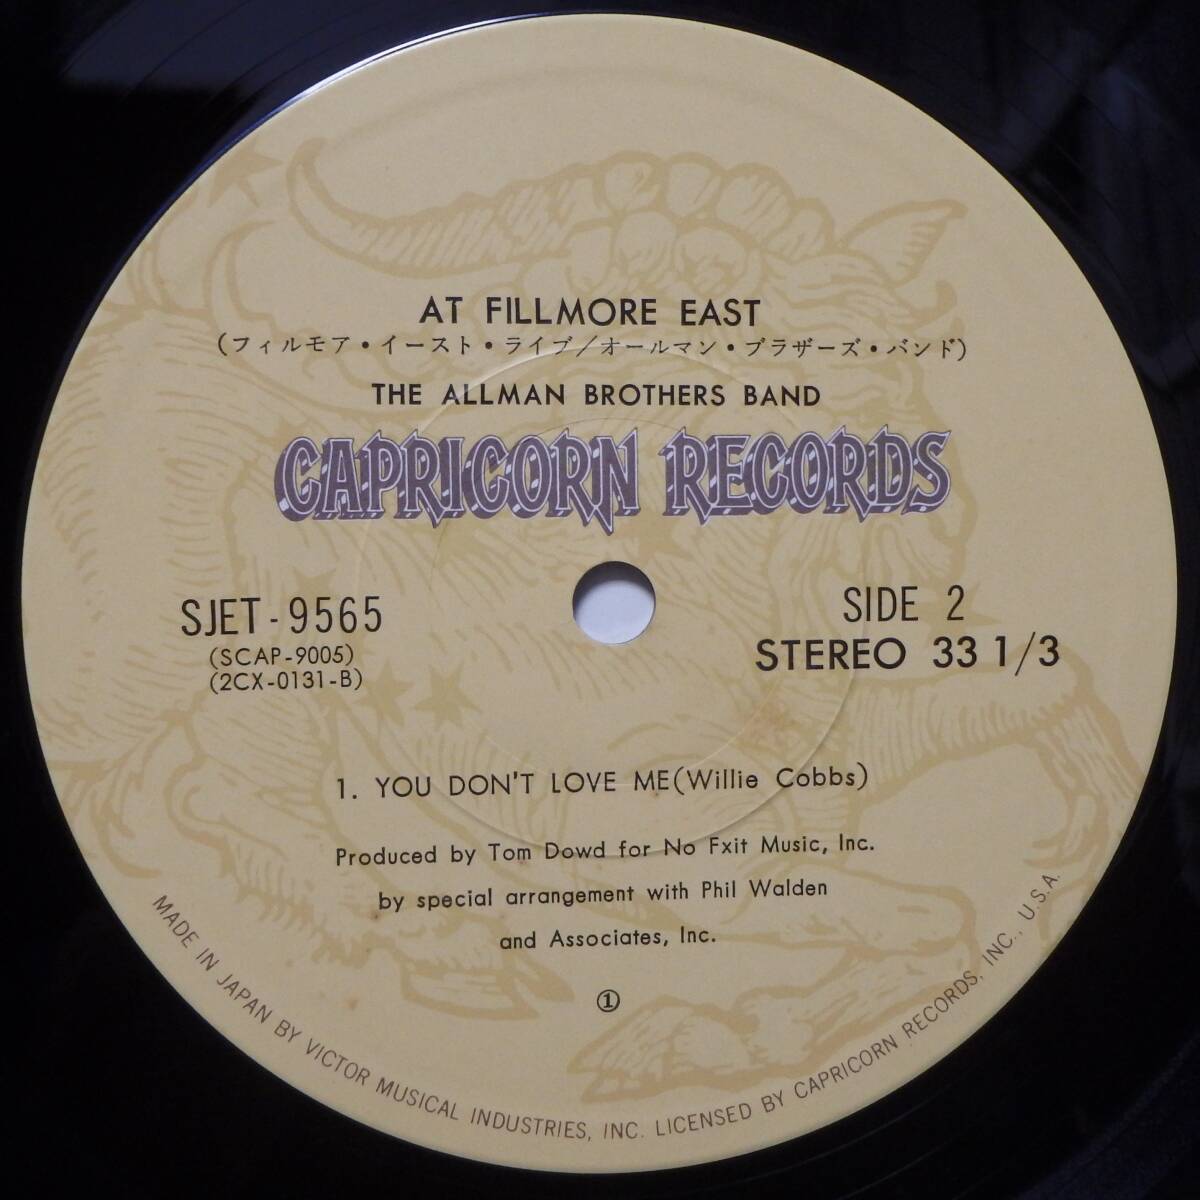 AT FILLMORE EAST
(フィルモア・イースト・ライブ/オールマン・ブラザーズ・バンド)
THE ALLMAN BROTHERS BAND
CAPRICORN RECORDS
SJET-9565
(SCAP-9005)
(2CX-0131-B)
SIDE 2
STEREO 33 1/3
1. YOU DON'T LOVE ME(Willie Cobbs)
Produced by Tom Dowd for No Fxit Music, Inc.
by special arrangement with Phil Walden
and Associates, Inc.
①
MADE IN JAPAN BY VICTOR MUSICAL INDUSTRIES, INC. LICENSED BY CAPRICORN RECORDS, INC., U.S.A.